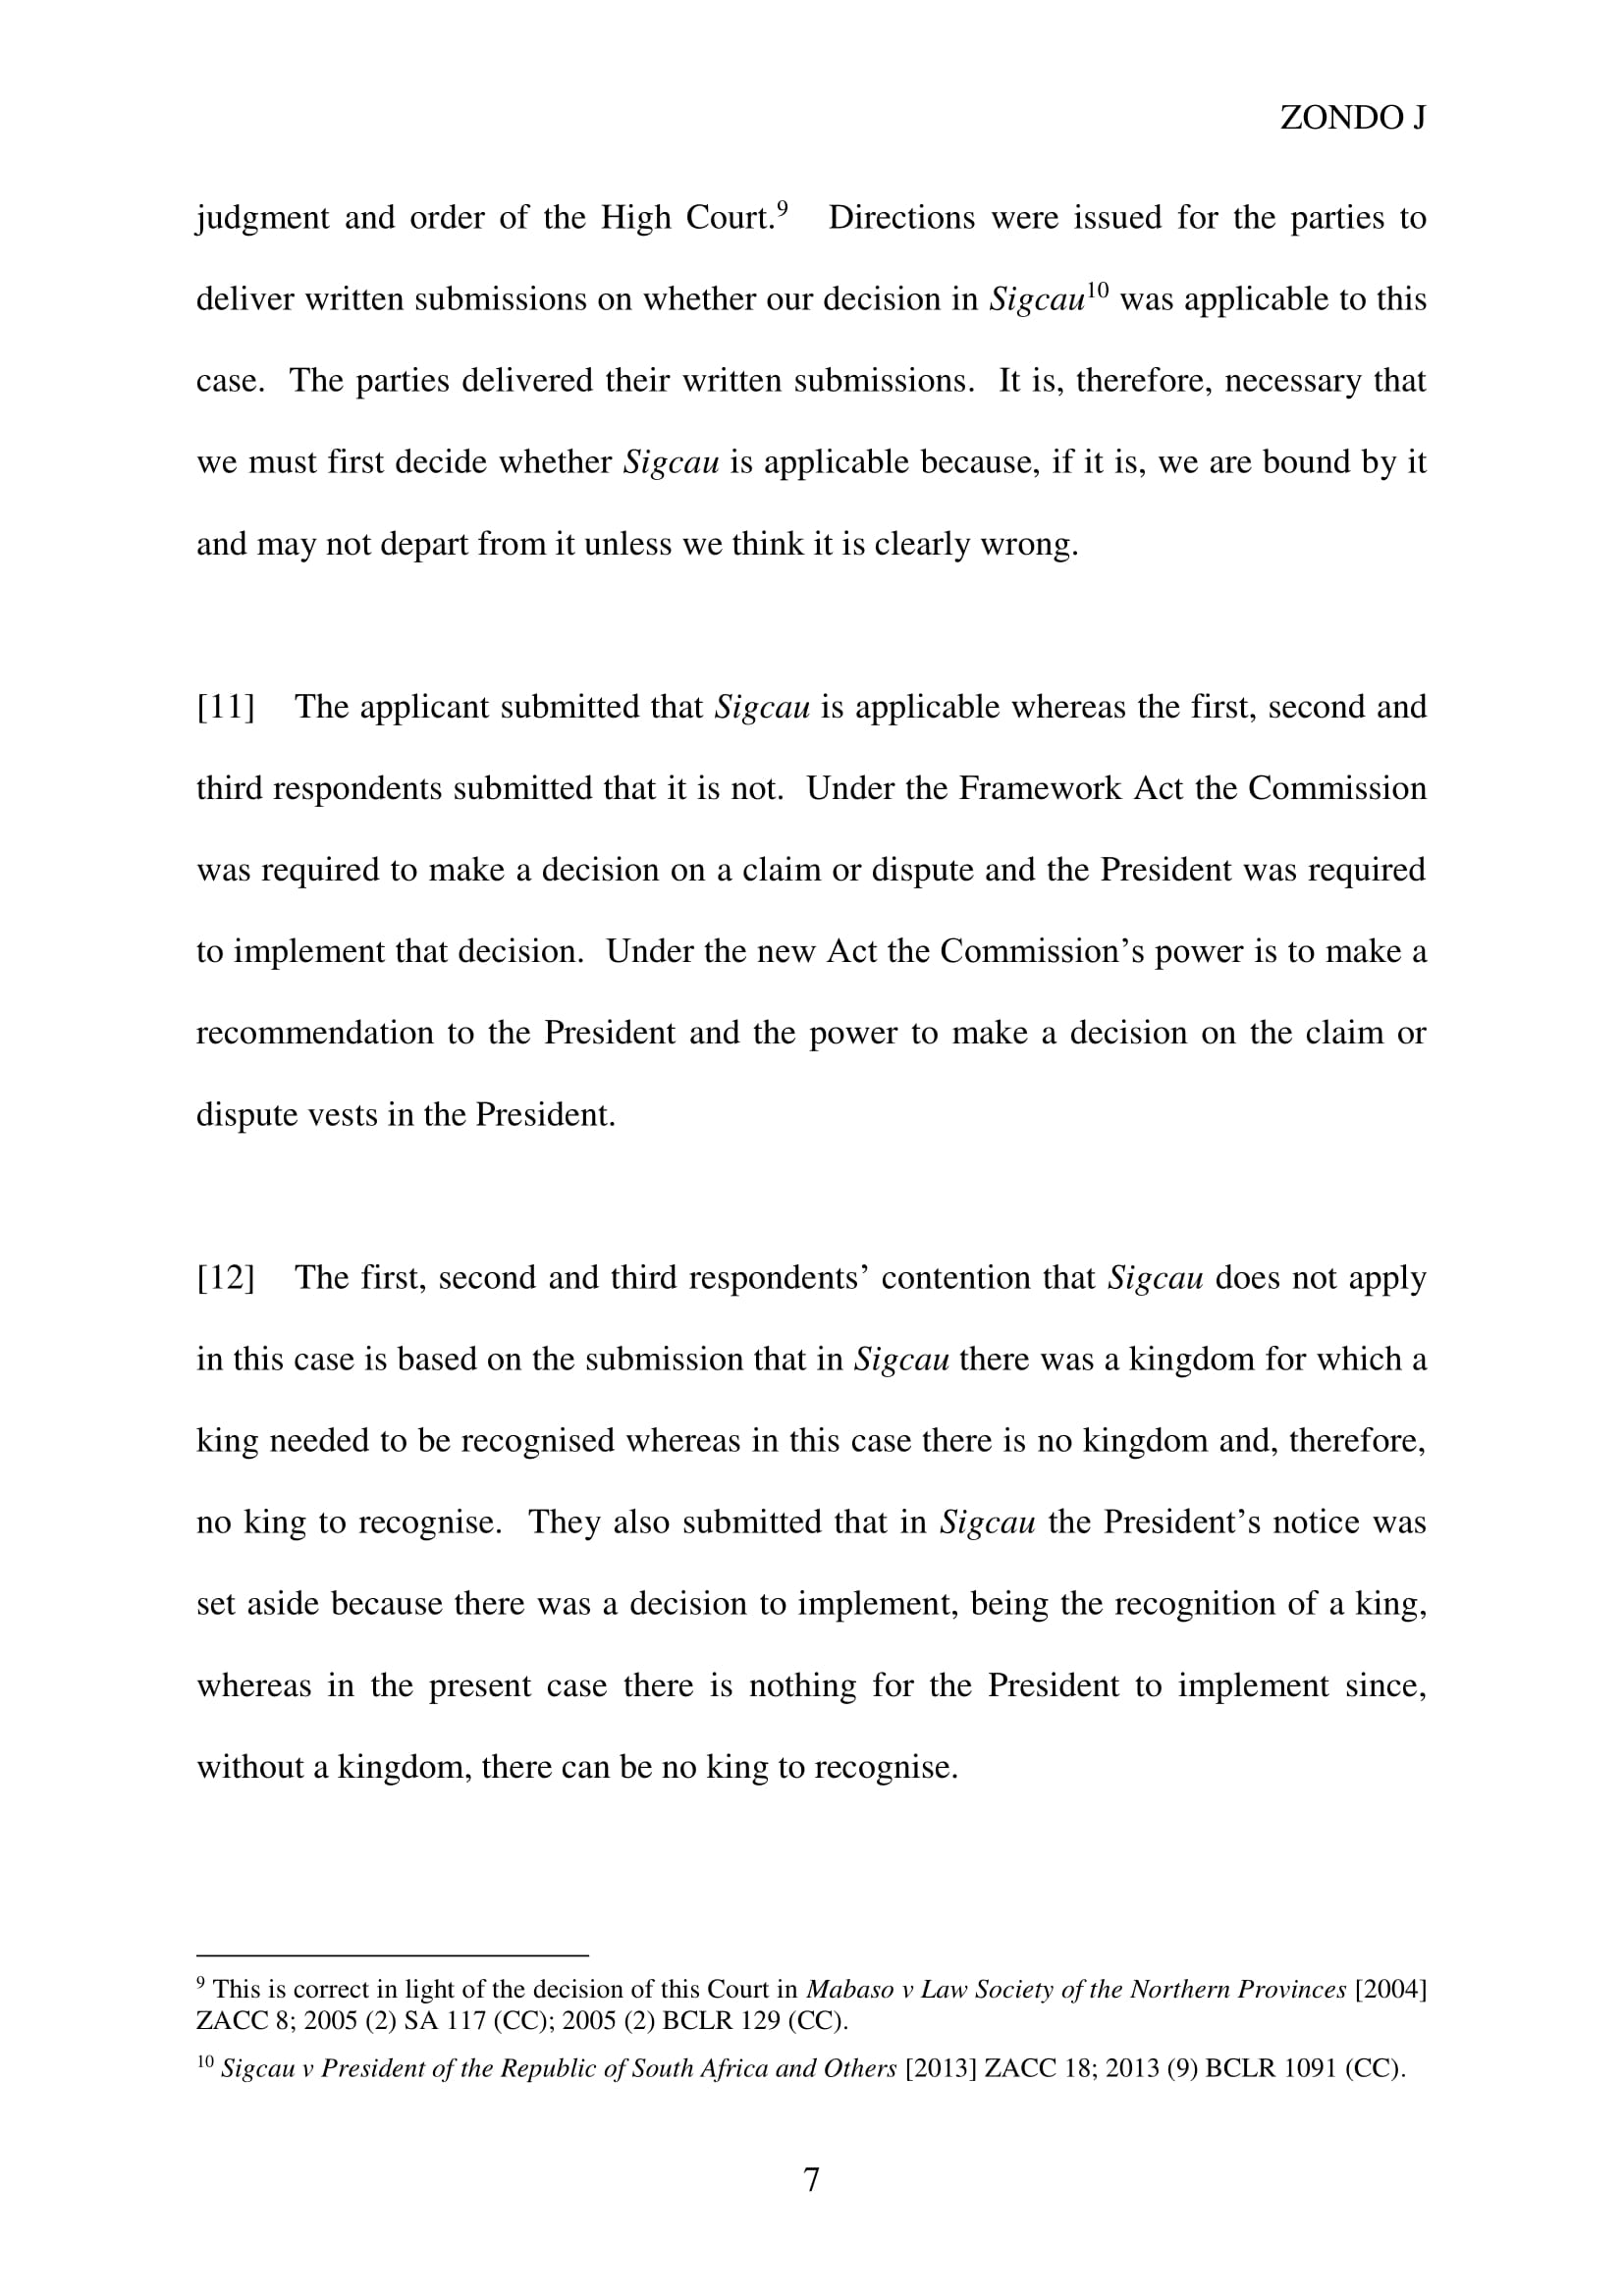 ZONDO J
judgment and order of the High Court.9 Directions were issued for the parties to
deliver written submissions on whether our decision in Sigcau10 was applicable to this
case. The parties delivered their written submissions. It is, therefore, necessary that
we must first decide whether Sigcau is applicable because, if it is, we are bound by it
and may not depart from it unless we think it is clearly wrong.
[11] The applicant submitted that Sigcau is applicable whereas the first, second and
third respondents submitted that it is not. Under the Framework Act the Commission
was required to make a decision on a claim or dispute and the President was required
to implement that decision. Under the new Act the Commission’s power is to make a
recommendation to the President and the power to make a decision on the claim or
dispute vests in the President.
[12] The first, second and third respondents’ contention that Sigcau does not apply
in this case is based on the submission that in Sigcau there was a kingdom for which a
king needed to be recognised whereas in this case there is no kingdom and, therefore,
no king to recognise. They also submitted that in Sigcau the President’s notice was
set aside because there was a decision to implement, being the recognition of a king,
whereas in the present case there is nothing for the President to implement since,
without a kingdom, there can be no king to recognise.
9 This is correct in light of the decision of this Court in Mabaso v Law Society of the Northern Provinces [2004]
ZACC 8; 2005 (2) SA 117 (CC); 2005 (2) BCLR 129 (CC).
10 Sigcau v President of the Republic of South Africa and Others [2013] ZACC 18; 2013 (9) BCLR 1091 (CC).
7